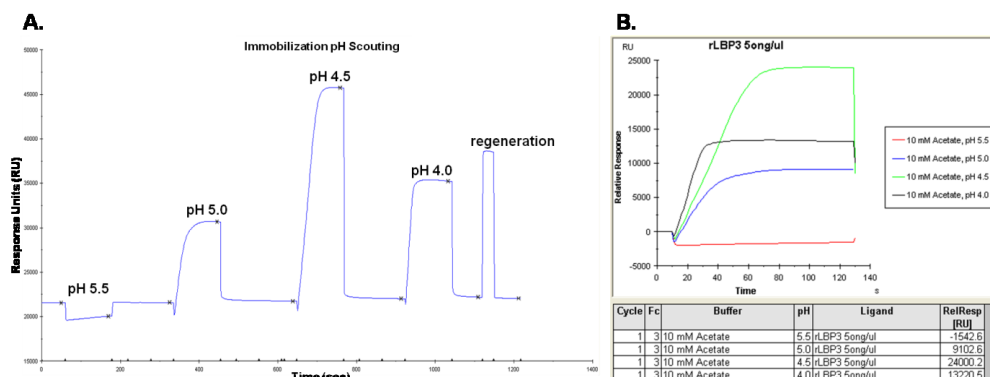 A.
Immobilization pH Scouting
50000
45000
40000
35000
30000
25000
20000
15000
Response Units (RU)
pH 5.5
pH 5.0
pH 4.5
pH 4.0
regeneration
0
200
400
600
800
1000
1200
1400
Time (sec)
B.
RU
rLBP3 5ong/ul
25000
20000
15000
10000
5000
0
-5000
Relative Response
0 20 40 60 80 100 120 140
Time
s
10 mM Acetate, pH 5.5
10 mM Acetate, pH 5.0
10 mM Acetate, pH 4.5
10 mM Acetate, pH 4.0
Cycle Fc Buffer pH Ligand RelResp [RU]
1 3 10 mM Acetate 5.5 rLBP3 5ong/ul -1542.6
1 3 10 mM Acetate 5.0 rLBP3 5ong/ul 9102.6
1 3 10 mM Acetate 4.5 rLBP3 5ong/ul 24000.2
1 3 10 mM Acetate 4.0 rLBP3 5ong/ul 13220.5